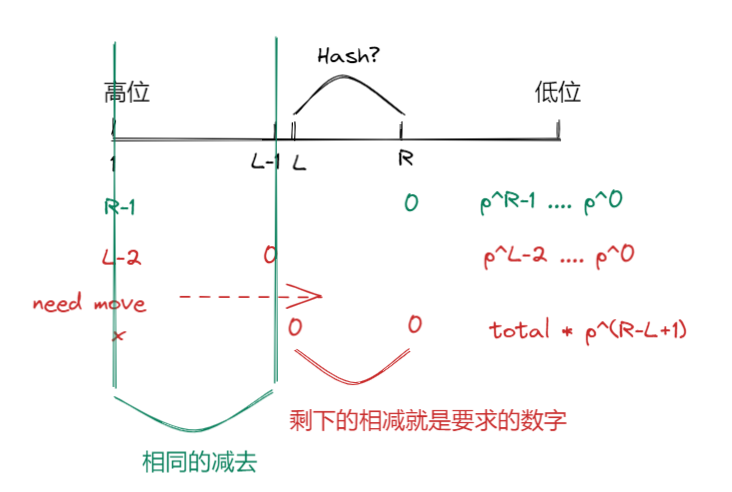 Hash?
高位 低位
1 L-1 L R
R-1 0 p^R-1 .... p^0
L-2 0 p^L-2 .... p^0
need move
x 0 0 total * p^(R-L+1)
剩下的相减就是要求的数字
相同的减去